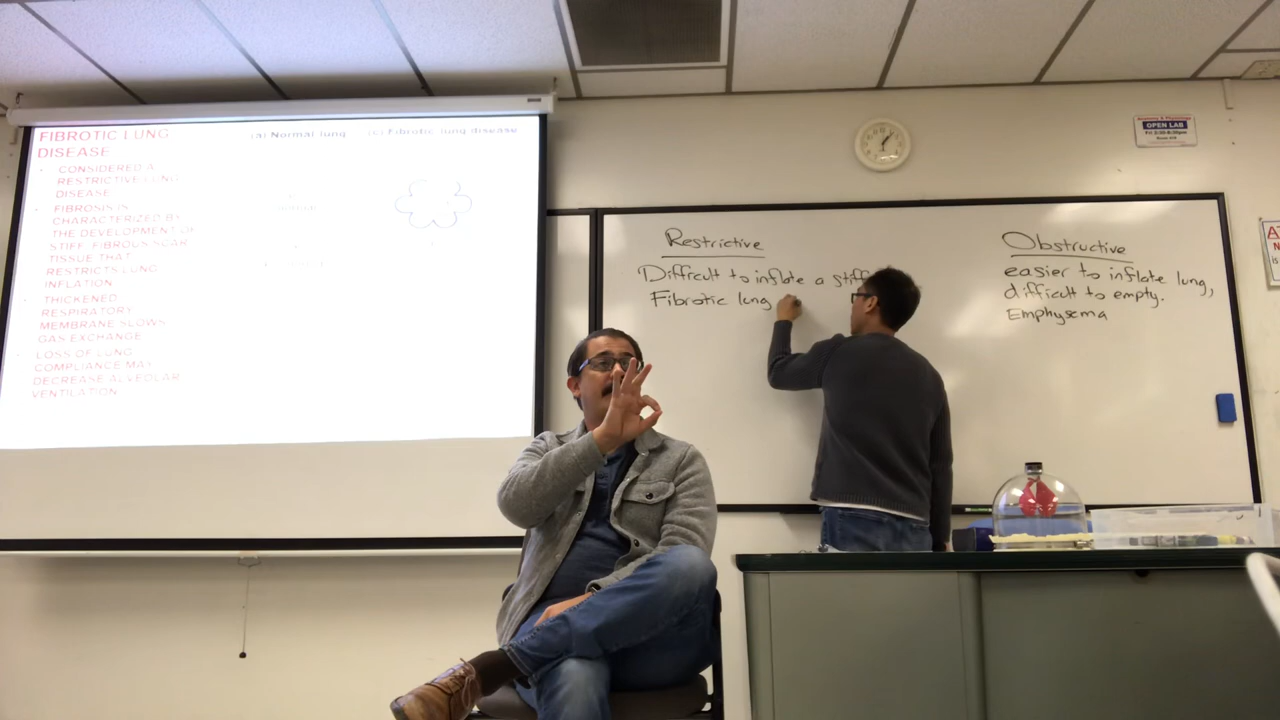 FIBROTIC LUNG
DISEASE
CONSIDERED A
RESTRICTIVE LUNG
DISEASE
FIBROSIS IS
CHARACTERIZED BY
THE DEVELOPMENT OF
STIFF, FIBROUS SCAR
TISSUE THAT
RESTRICTS LUNG
INFLATION
THICKENED
RESPIRATORY
MEMBRANE SLOWS
GAS EXCHANGE
LOSS OF LUNG
COMPLIANCE MAY
DECREASE ALVEOLAR
VENTILATION
(a) Normal lung
(c) Fibrotic lung disease
Restrictive
Difficult to inflate a stiff
Fibrotic lung
Obstructive
easier to inflate lung,
difficult to empty.
Emphysema
Anatomy & Physiology
OPEN LAB